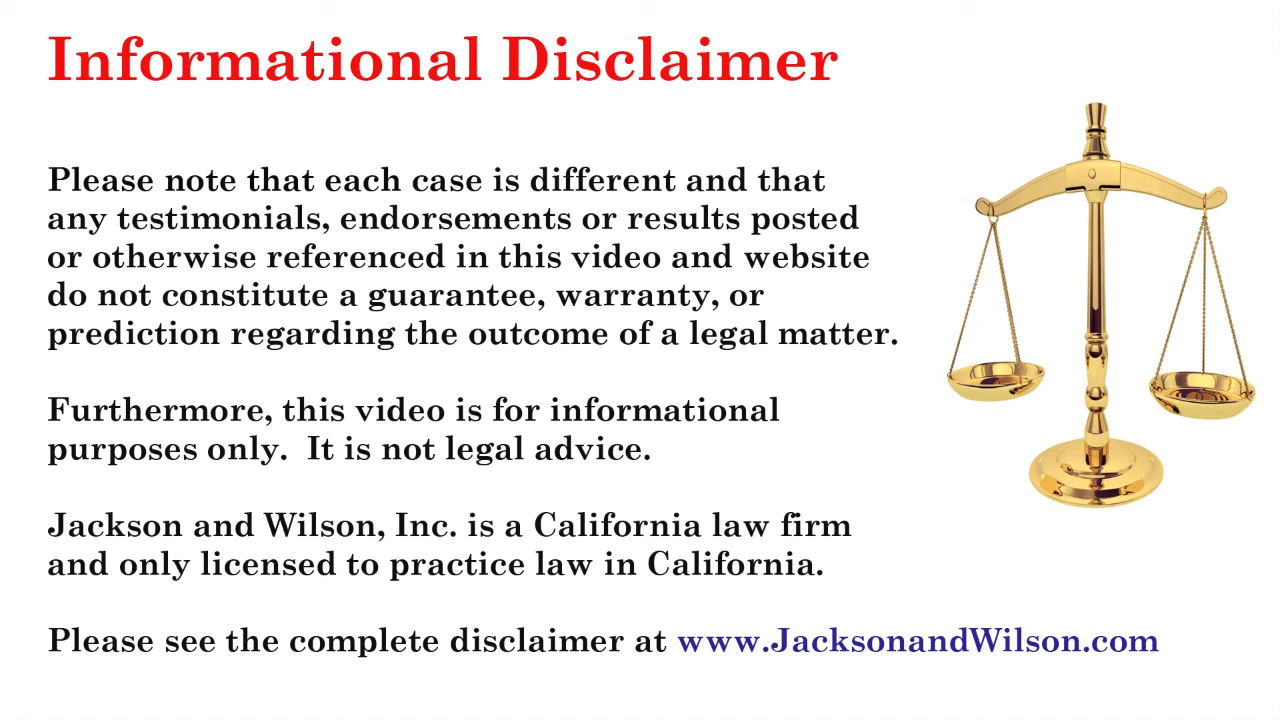 Informational Disclaimer
Please note that each case is different and that
any testimonials, endorsements or results posted
or otherwise referenced in this video and website
do not constitute a guarantee, warranty, or
prediction regarding the outcome of a legal matter.
Furthermore, this video is for informational
purposes only.  It is not legal advice.
Jackson and Wilson, Inc. is a California law firm
and only licensed to practice law in California.
Please see the complete disclaimer at www.JacksonandWilson.com